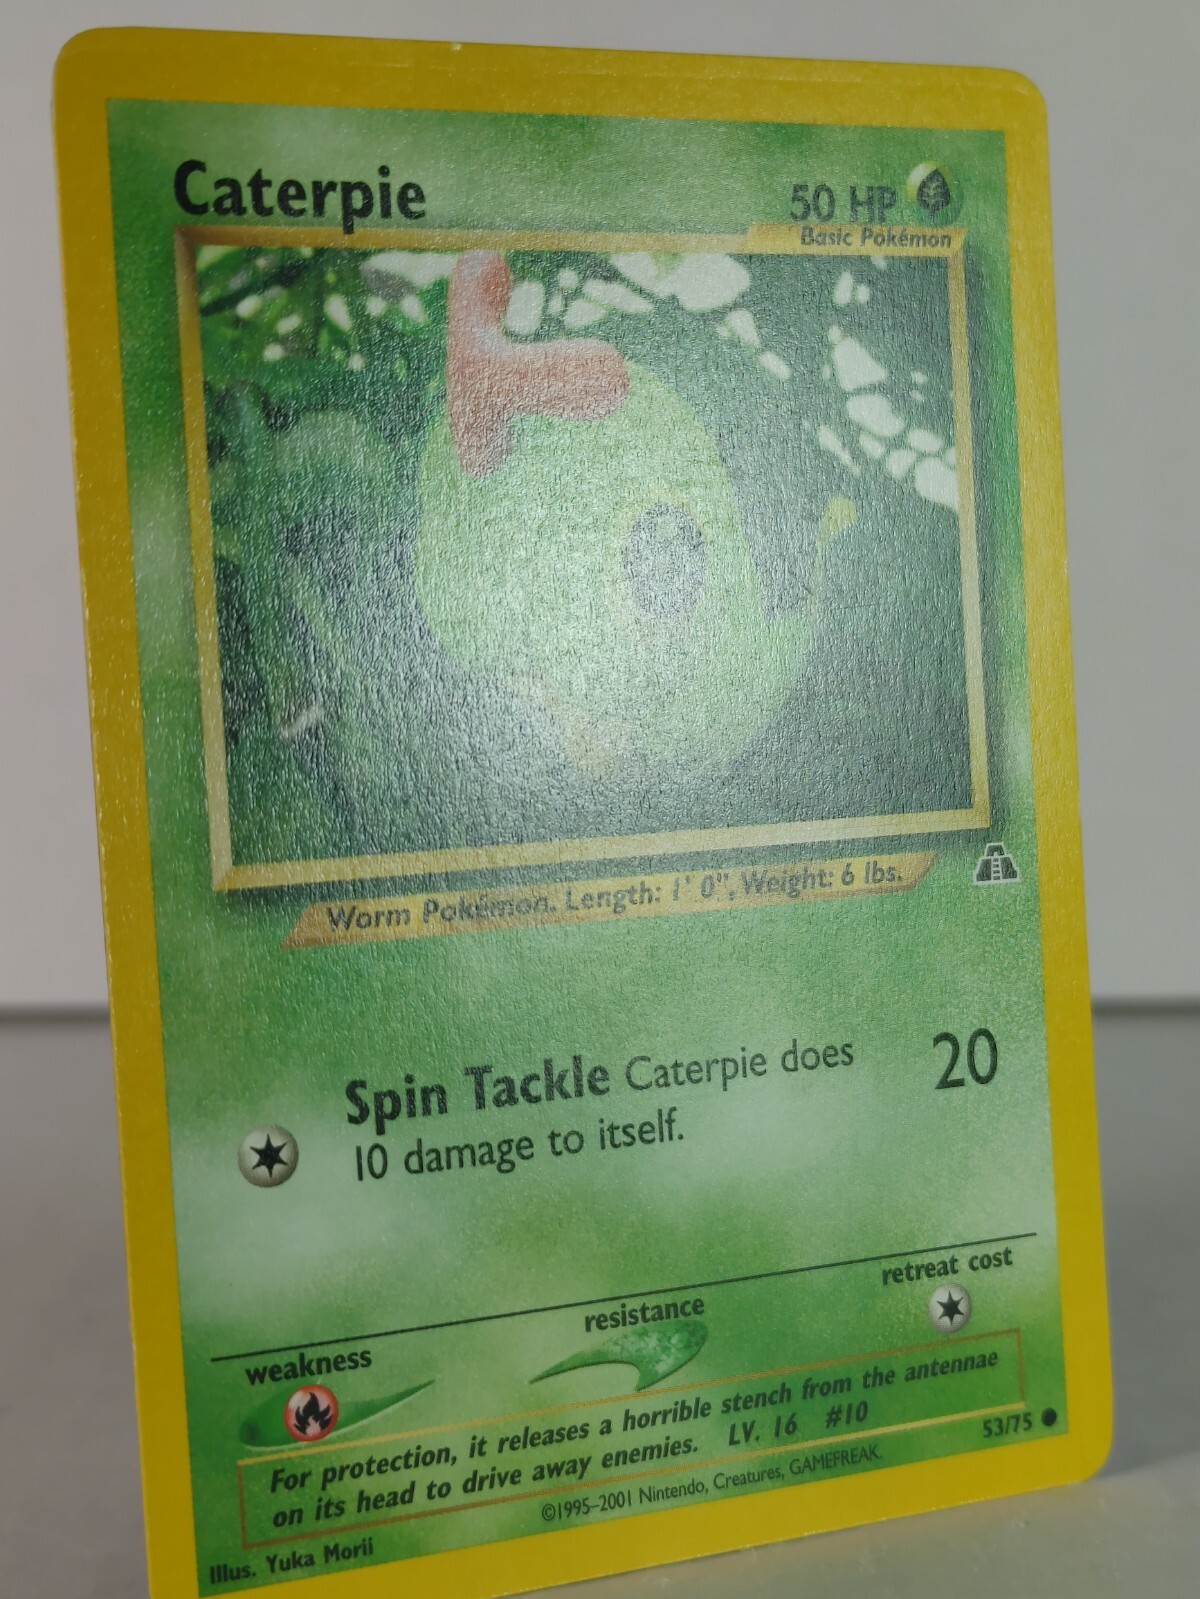 Caterpie
50 HP
Basic Pokémon
Worm Pokémon. Length: 1' 0", Weight: 6 lbs.
Spin Tackle Caterpie does
10 damage to itself.
20
weakness
resistance
retreat cost
For protection, it releases a horrible stench from the antennae
on its head to drive away enemies. LV. 16 #10
53/75
©1995–2001 Nintendo, Creatures, GAMEFREAK.
Illus. Yuka Morii